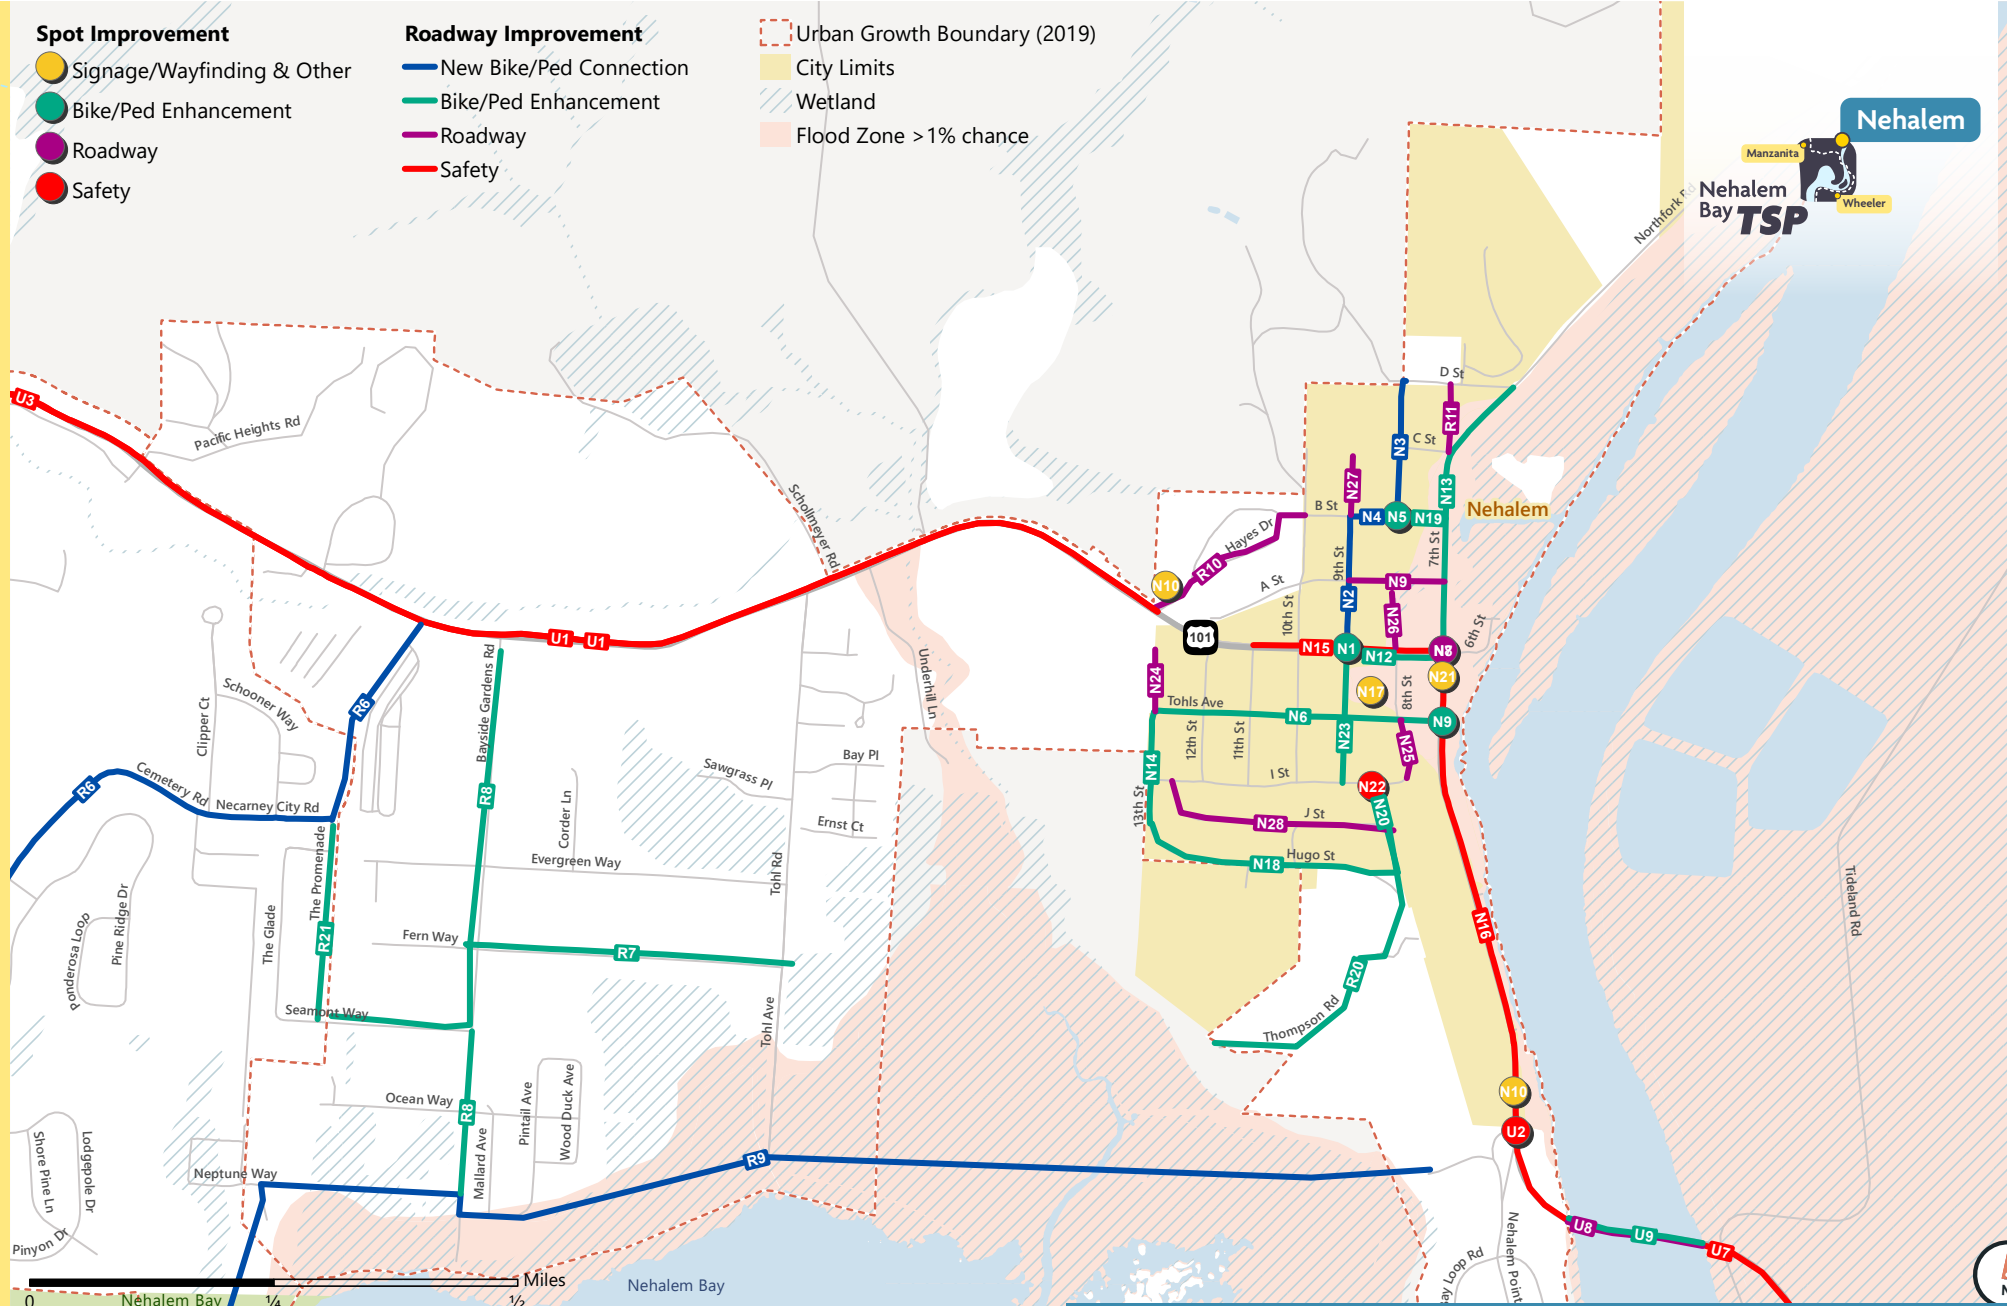 Spot Improvement
Signage/Wayfinding & Other
Bike/Ped Enhancement
Roadway
Safety
Roadway Improvement
New Bike/Ped Connection
Bike/Ped Enhancement
Roadway
Safety
Urban Growth Boundary (2019)
City Limits
Wetland
Flood Zone >1% chance
Nehalem
Manzanita
Nehalem
Bay TSP
Wheeler
Northfork Rd
D St
R11
N3
C St
U3
Pacific Heights Rd
N27
N13
Nehalem
Schollmeyer Rd
B St
N4
N5
N19
Hayes Dr
R10
9th St
7th St
N10
A St
N9
N2
10th St
N26
6th St
101
U1
U1
N15
N1
N12
N8
N21
N17
8th St
N24
Underhill Ln
Bayside Gardens Rd
Schooner Way
R6
Clipper Ct
Tohls Ave
N6
N9
N23
N25
12th St
11th St
Bay Pl
N14
Sawgrass Pl
I St
R6
Cemetery Rd
Necarney City Rd
R8
N22
N20
13th St
Corder Ln
Ernst Ct
J St
N28
The Promenade
Evergreen Way
Tohl Rd
Hugo St
N18
Tideland Rd
Ponderosa Loop
Pine Ridge Dr
The Glade
R21
Fern Way
R7
N16
R20
Seamont Way
Tohl Ave
Thompson Rd
Ocean Way
R8
Pintail Ave
Wood Duck Ave
N10
U2
Shore Pine Ln
Lodgepole Dr
Mallard Ave
Neptune Way
R9
Pinyon Dr
Nehalem Point
U8
U9
U7
Bay Loop Rd
Miles
0
¼
½
Nehalem Bay
Nehalem Bay